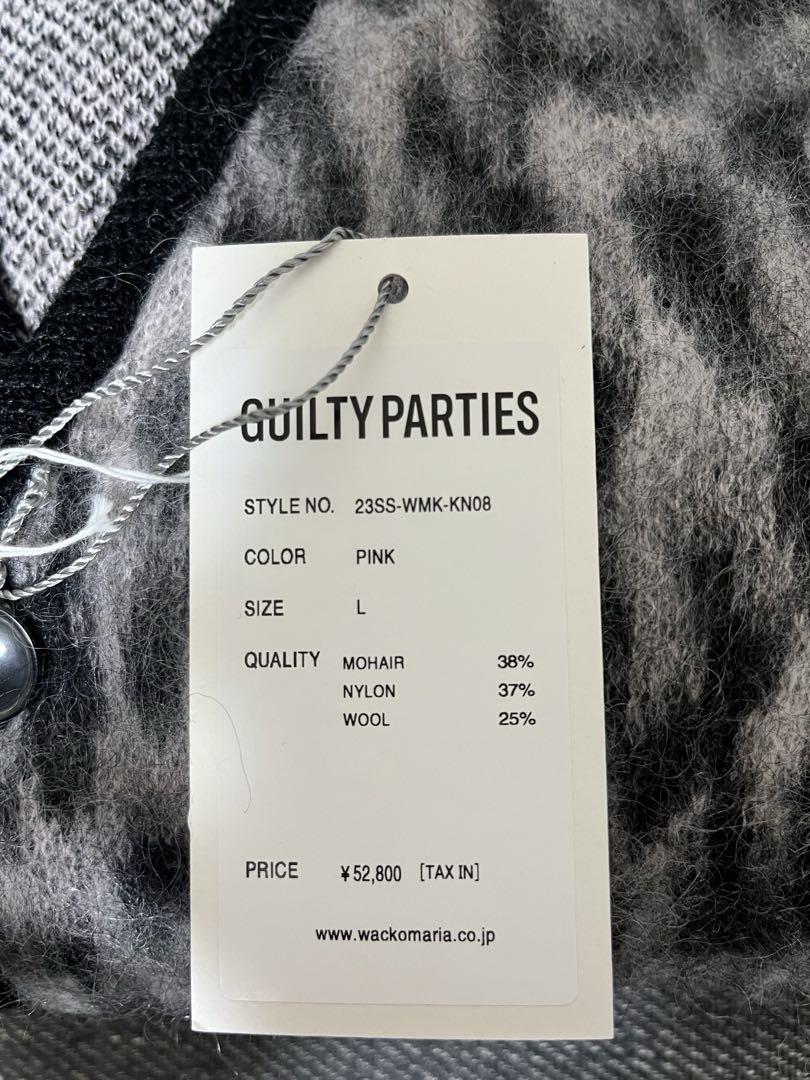 GUILTY PARTIES
STYLE NO. 23SS-WMK-KN08
COLOR PINK
SIZE L
QUALITY MOHAIR 38%
NYLON 37%
WOOL 25%
PRICE ¥52,800 [TAX IN]
www.wackomaria.co.jp